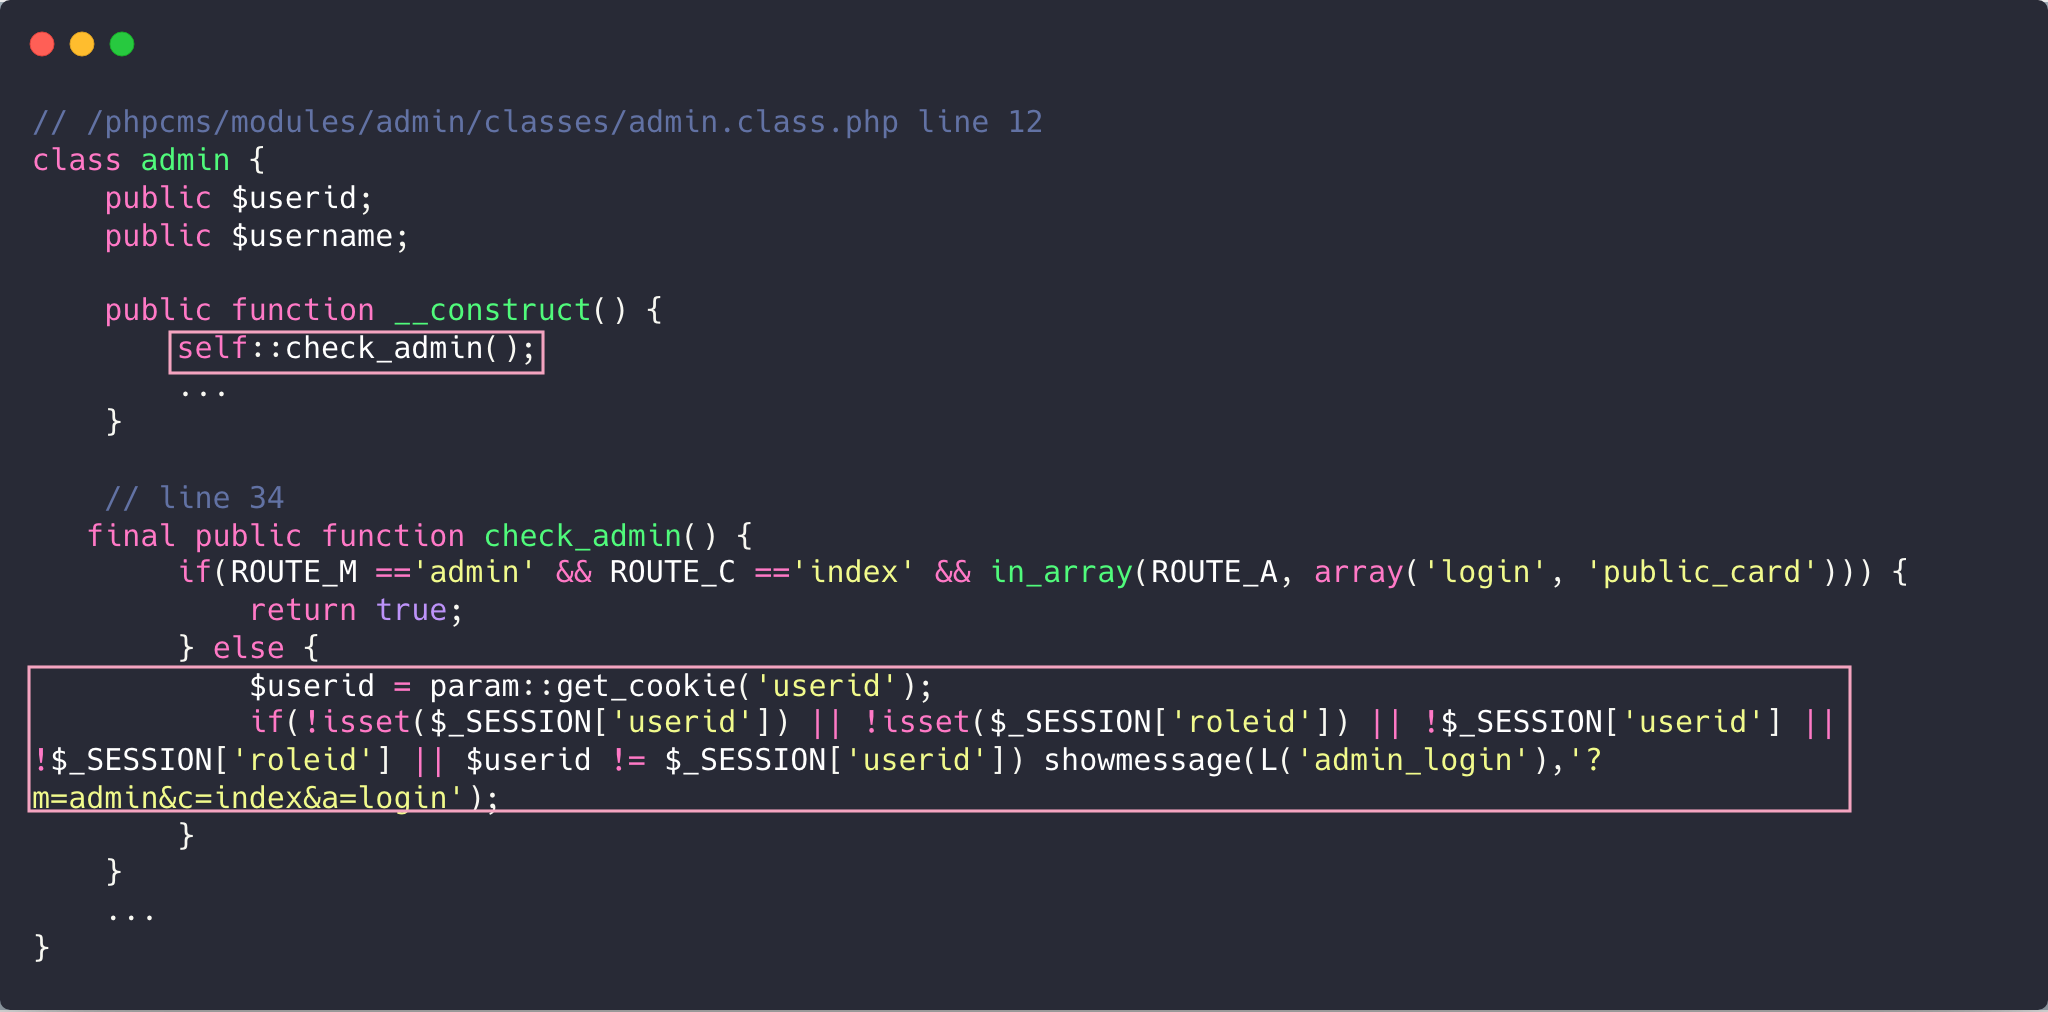 // /phpcms/modules/admin/classes/admin.class.php line 12
class admin {
    public $userid;
    public $username;

    public function __construct() {
        self::check_admin();
        ...
    }

    // line 34
   final public function check_admin() {
        if(ROUTE_M =='admin' && ROUTE_C =='index' && in_array(ROUTE_A, array('login', 'public_card'))) {
            return true;
        } else {
            $userid = param::get_cookie('userid');
            if(!isset($_SESSION['userid']) || !isset($_SESSION['roleid']) || !$_SESSION['userid'] ||
!$_SESSION['roleid'] || $userid != $_SESSION['userid']) showmessage(L('admin_login'),'?
m=admin&c=index&a=login');
        }
    }
    ...
}